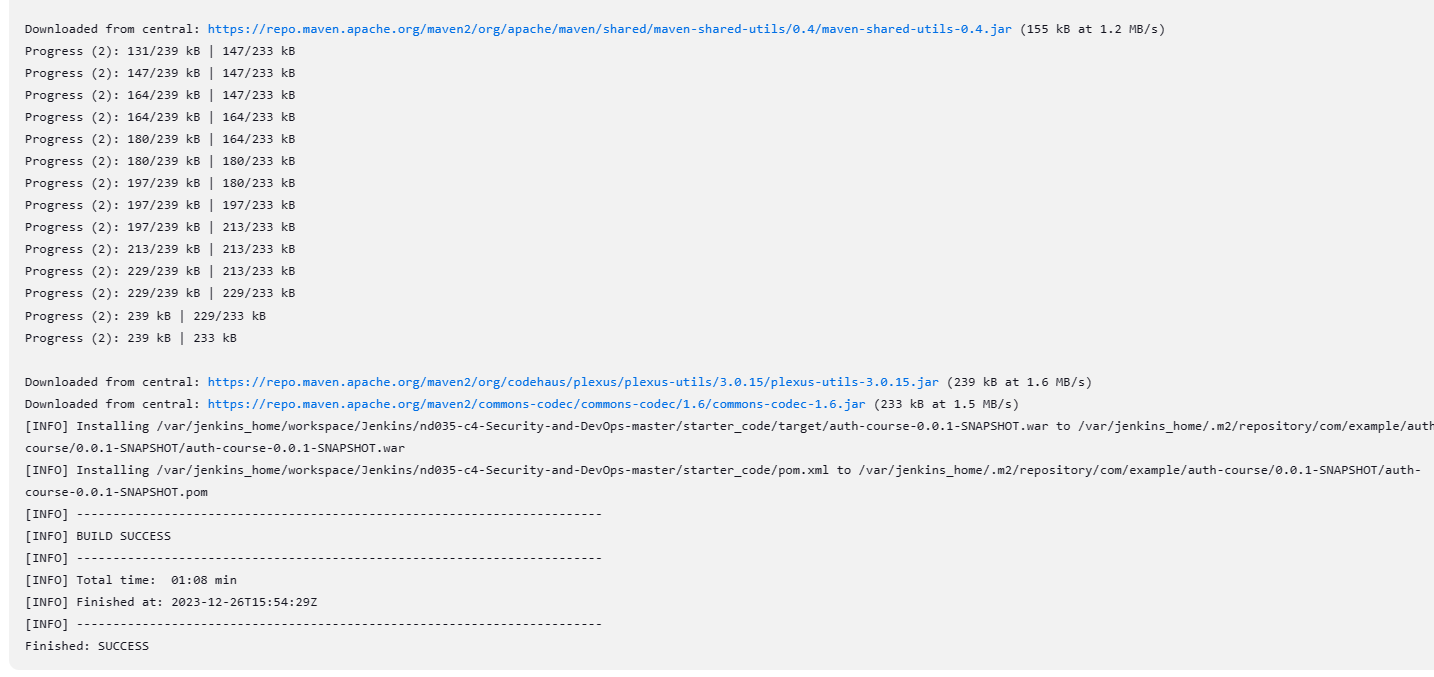 Downloaded from central: https://repo.maven.apache.org/maven2/org/apache/maven/shared/maven-shared-utils/0.4/maven-shared-utils-0.4.jar (155 kB at 1.2 MB/s)
Progress (2): 131/239 kB | 147/233 kB
Progress (2): 147/239 kB | 147/233 kB
Progress (2): 164/239 kB | 147/233 kB
Progress (2): 164/239 kB | 164/233 kB
Progress (2): 180/239 kB | 164/233 kB
Progress (2): 180/239 kB | 180/233 kB
Progress (2): 197/239 kB | 180/233 kB
Progress (2): 197/239 kB | 197/233 kB
Progress (2): 197/239 kB | 213/233 kB
Progress (2): 213/239 kB | 213/233 kB
Progress (2): 229/239 kB | 213/233 kB
Progress (2): 229/239 kB | 229/233 kB
Progress (2): 239 kB | 229/233 kB
Progress (2): 239 kB | 233 kB
Downloaded from central: https://repo.maven.apache.org/maven2/org/codehaus/plexus/plexus-utils/3.0.15/plexus-utils-3.0.15.jar (239 kB at 1.6 MB/s)
Downloaded from central: https://repo.maven.apache.org/maven2/commons-codec/commons-codec/1.6/commons-codec-1.6.jar (233 kB at 1.5 MB/s)
[INFO] Installing /var/jenkins_home/workspace/Jenkins/nd035-c4-Security-and-DevOps-master/starter_code/target/auth-course-0.0.1-SNAPSHOT.war to /var/jenkins_home/.m2/repository/com/example/auth
course/0.0.1-SNAPSHOT/auth-course-0.0.1-SNAPSHOT.war
[INFO] Installing /var/jenkins_home/workspace/Jenkins/nd035-c4-Security-and-DevOps-master/starter_code/pom.xml to /var/jenkins_home/.m2/repository/com/example/auth-course/0.0.1-SNAPSHOT/auth-
course-0.0.1-SNAPSHOT.pom
[INFO] ------------------------------------------------------------------------
[INFO] BUILD SUCCESS
[INFO] ------------------------------------------------------------------------
[INFO] Total time:  01:08 min
[INFO] Finished at: 2023-12-26T15:54:29Z
[INFO] ------------------------------------------------------------------------
Finished: SUCCESS